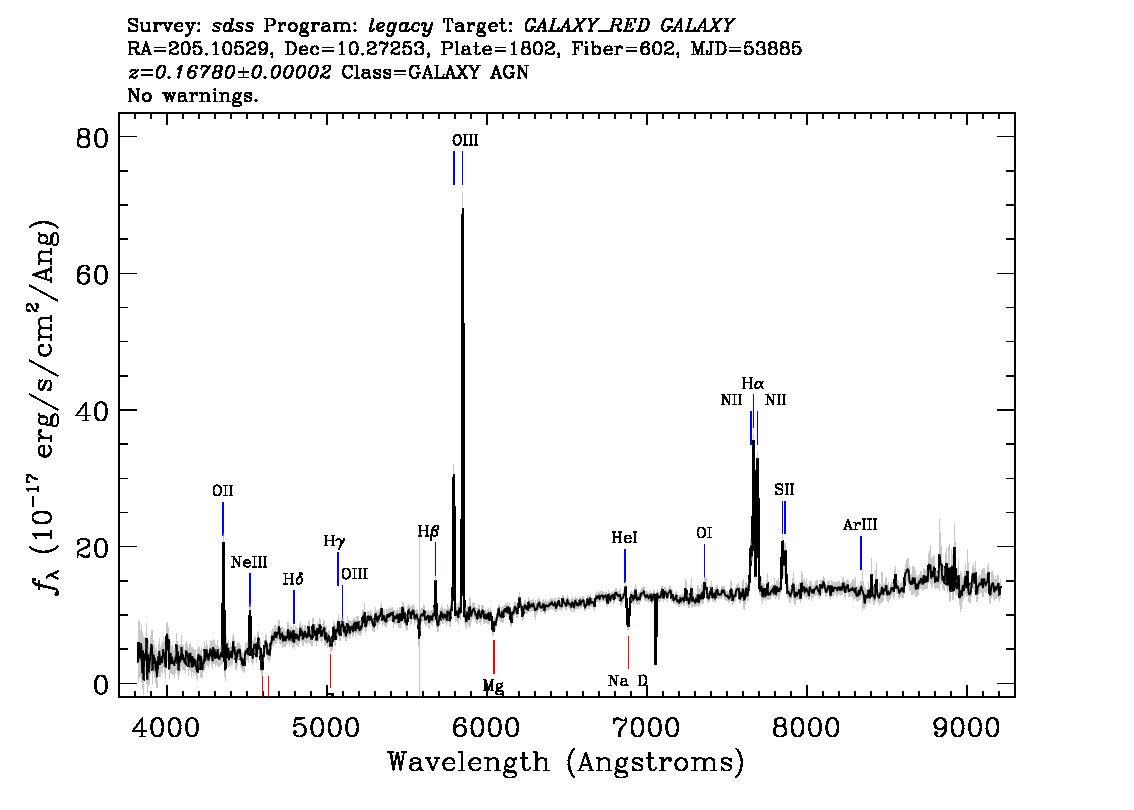 Survey: sdss Program: legacy Target: GALAXY_RED GALAXY
RA=205.10529, Dec=10.27253, Plate=1802, Fiber=602, MJD=53885
z=0.16780±0.00002 Class=GALAXY AGN
No warnings.
80
60
40
20
0
f_λ (10^−17 erg/s/cm^2/Ang)
OIII
Hα
NII NII
OII
SII
Hβ
ArIII
Hγ
HeI
OI
NeIII
Hδ
OIII
Mg
Na D
4000 5000 6000 7000 8000 9000
Wavelength (Angstroms)